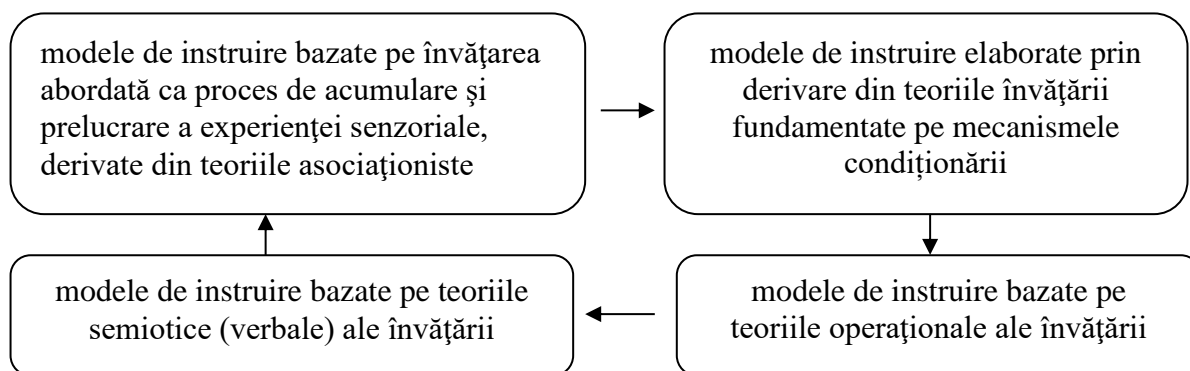 modele de instruire bazate pe învăţarea
abordată ca proces de acumulare şi
prelucrare a experienţei senzoriale,
derivate din teoriile asociaţioniste
modele de instruire elaborate prin
derivare din teoriile învăţării
fundamentate pe mecanismele
condiționării
modele de instruire bazate pe teoriile
semiotice (verbale) ale învăţării
modele de instruire bazate pe
teoriile operaţionale ale învăţării